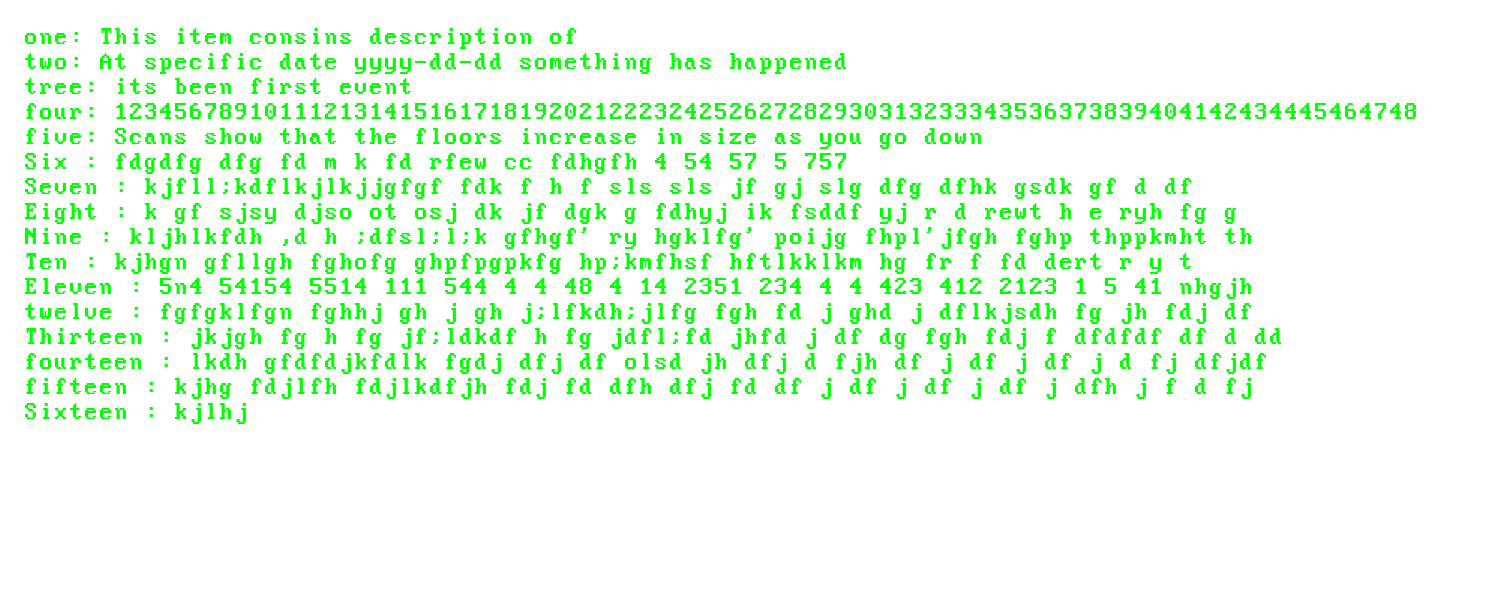 one: This item consins description of
two: At specific date yyyy-dd-dd something has happened
tree: its been first event
four: 123456789101112131415161718192021222324252627282930313233343536373839404142434445464748
five: Scans show that the floors increase in size as you go down
Six : fdgdfg dfg fd m k fd rfew cc fdhgfh 4 54 57 5 757
Seven : kjfll;kdflkjlkjjgfgf fdk f h f sls sls jf gj slg dfg dfhk gsdk gf d df
Eight : k gf sjsy djso ot osj dk jf dgk g fdhyj ik fsddf yj r d rewt h e ryh fg g
Nine : kljhlkfdh ,d h ;dfsl;l;k gfhgf' ry hgklfg' poijg fhpl'jfgh fghp thppkmht th
Ten : kjhgn gfllgh fghofg ghpfpgpkfg hp;kmfhsf hftlkklkm hg fr f fd dert r y t
Eleven : 5n4 54154 5514 111 544 4 4 48 4 14 2351 234 4 4 423 412 2123 1 5 41 nhgjh
twelve : fgfgklfgn fghhj gh j gh j;lfkdh;jlfg fgh fd j ghd j dflkjsdh fg jh fdj df
Thirteen : jkjgh fg h fg jf;ldkdf h fg jdfl;fd jhfd j df dg fgh fdj f dfdfdf df d dd
fourteen : lkdh gfdfdjkfdlk fgdj dfj df olsd jh dfj d fjh df j df j df j d fj dfjdf
fifteen : kjhg fdjlfh fdjlkdfjh fdj fd dfh dfj fd df j df j df j df j dfh j f d fj
Sixteen : kjlhj